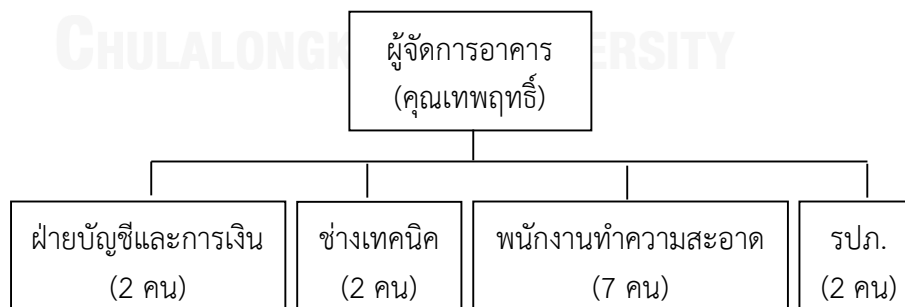 CHULALONGK ERSITY
ผู้จัดการอาคาร
(คุณเทพฤทธิ์)
ฝ่ายบัญชีและการเงิน
(2 คน)
ช่างเทคนิค
(2 คน)
พนักงานทำความสะอาด
(7 คน)
รปภ.
(2 คน)